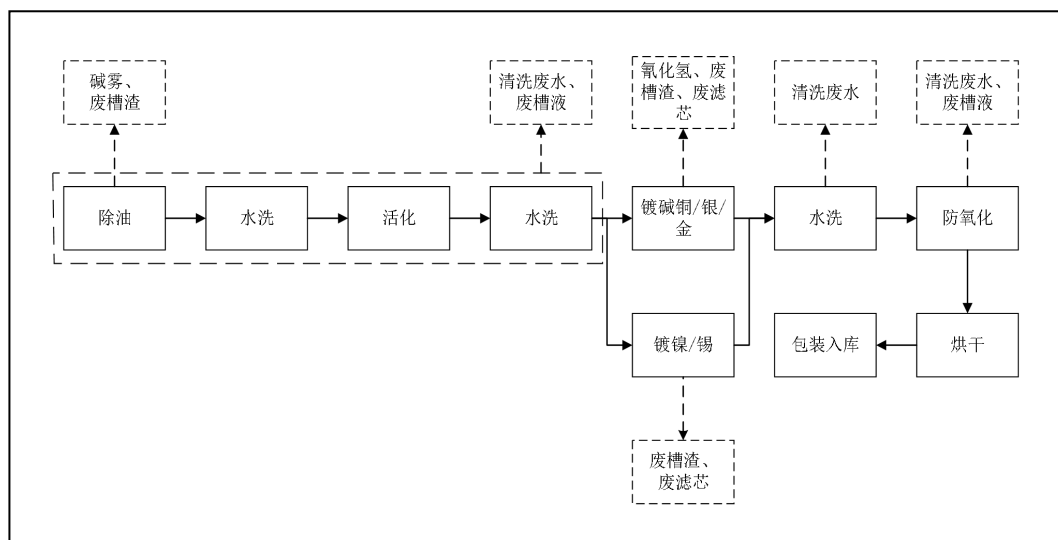 碱雾、
废槽渣
清洗废水、
废槽液
氰化氢、废
槽渣、废滤
芯
清洗废水
清洗废水、
废槽液
除油
水洗
活化
水洗
镀碱铜/银/
金
水洗
防氧化
镀镍/锡
包装入库
烘干
废槽渣、
废滤芯